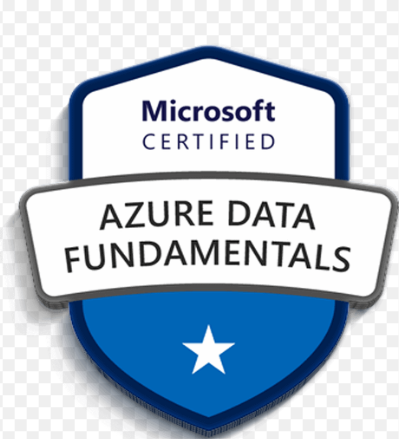 Microsoft
CERTIFIED
AZURE DATA
FUNDAMENTALS